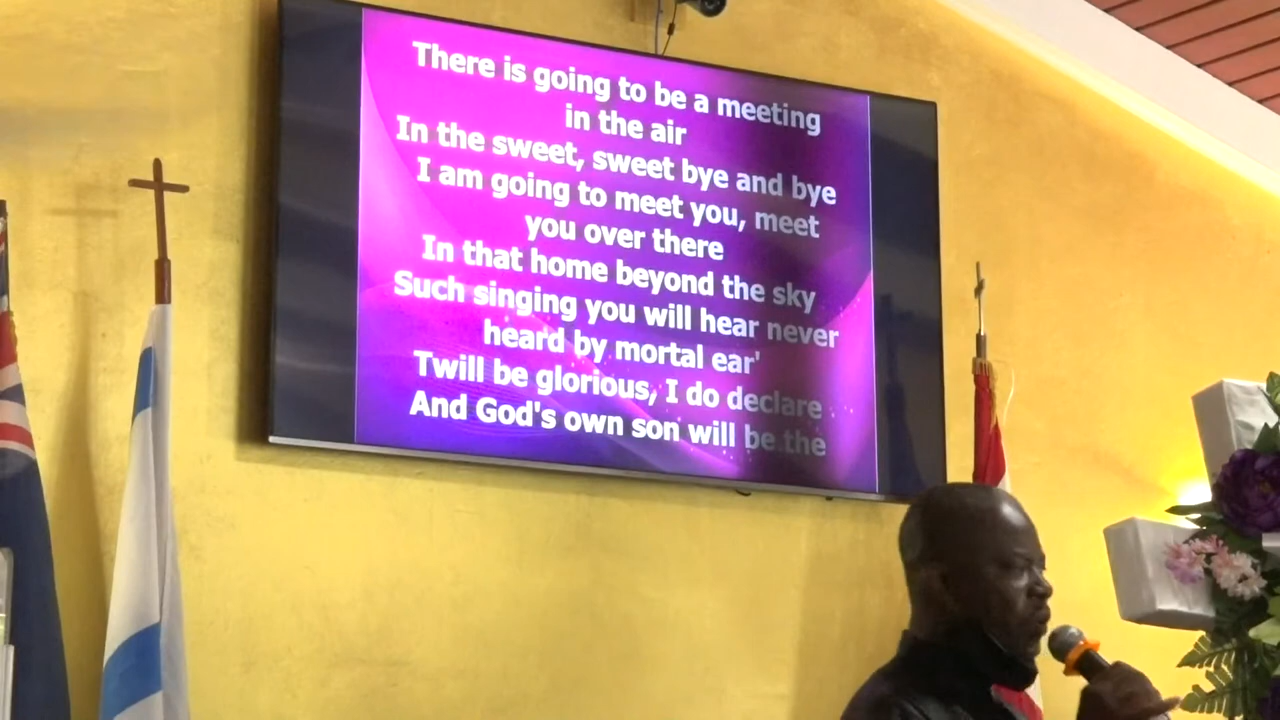 There is going to be a meeting
in the air
In the sweet, sweet bye and bye
I am going to meet you, meet
you over there
In that home beyond the sky
Such singing you will hear never
heard by mortal ear'
Twill be glorious, I do declare
And God's own son will be the